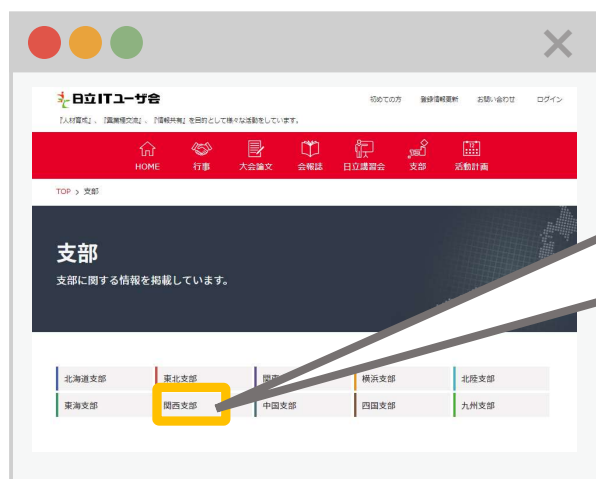 日立ITユーザ会
初めての方 登録情報更新 お問い合わせ ログイン
『人材育成』、『異業種交流』、『情報共有』を目的として様々な活動をしています。
HOME 行事 大会論文 会報誌 日立講習会 支部 活動計画
TOP > 支部
支部
支部に関する情報を掲載しています。
北海道支部 東北支部 横浜支部 北陸支部
東海支部 関西支部 中国支部 四国支部 九州支部